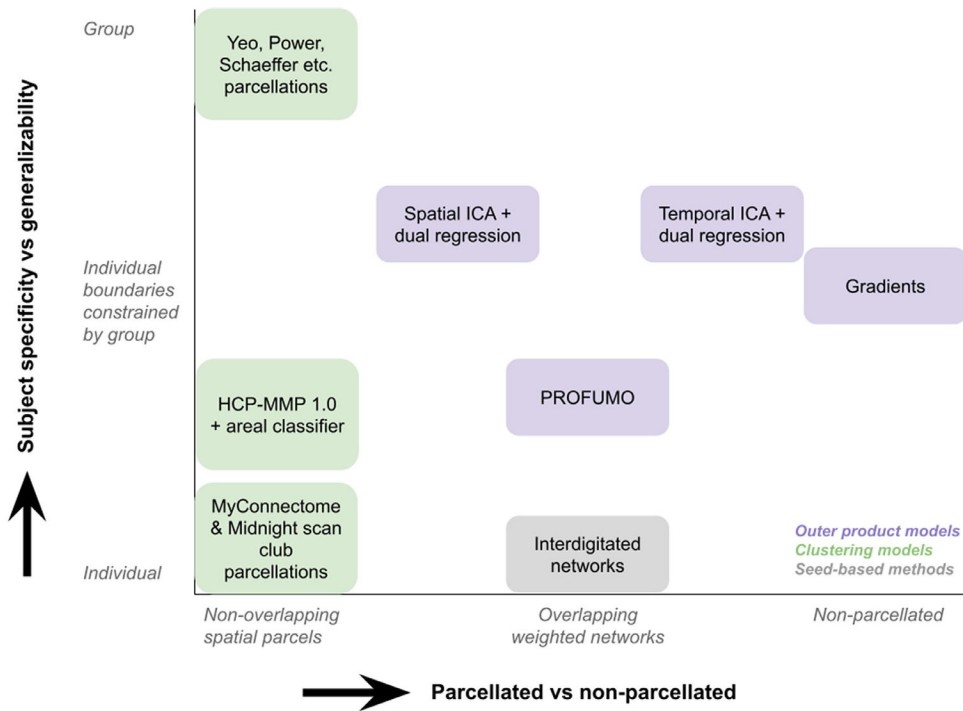 Group
Yeo, Power,
Schaeffer etc.
parcellations
Subject specificity vs generalizability
Spatial ICA +
dual regression
Temporal ICA +
dual regression
Individual
boundaries
constrained
by group
Gradients
HCP-MMP 1.0
+ areal classifier
PROFUMO
MyConnectome
& Midnight scan
club
parcellations
Interdigitated
networks
Outer product models
Clustering models
Seed-based methods
Individual
Non-overlapping
spatial parcels
Overlapping
weighted networks
Non-parcellated
Parcellated vs non-parcellated